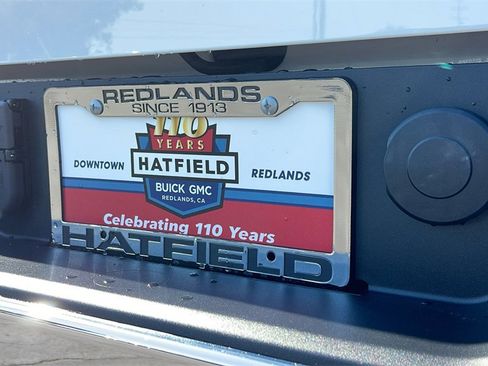 REDLANDS
SINCE 1913
110
YEARS
DOWNTOWN HATFIELD REDLANDS
BUICK GMC
REDLANDS, CA
Celebrating 110 Years
HATFIELD